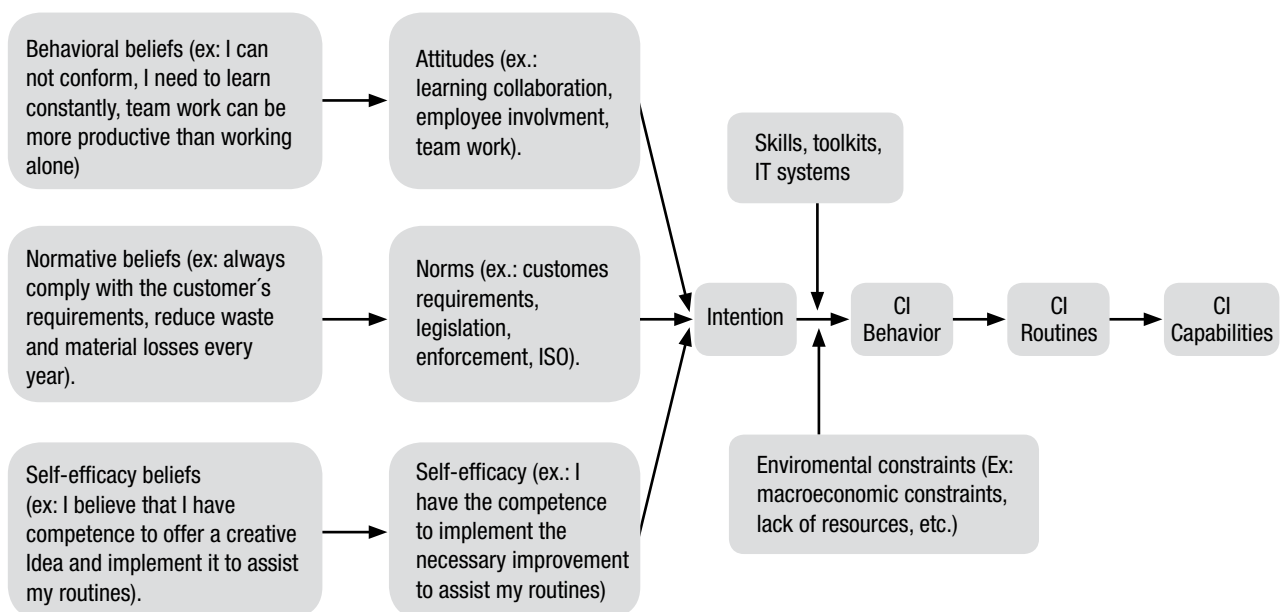 Behavioral beliefs (ex: I can
not conform, I need to learn
constantly, team work can be
more productive than working
alone)
Attitudes (ex.:
learning collaboration,
employee involvment,
team work).
Skills, toolkits,
IT systems
Normative beliefs (ex: always
comply with the customer´s
requirements, reduce waste
and material losses every
year).
Norms (ex.: customes
requirements,
legislation,
enforcement, ISO).
Intention
CI
Behavior
CI
Routines
CI
Capabilities
Self-efficacy beliefs
(ex: I believe that I have
competence to offer a creative
Idea and implement it to assist
my routines).
Self-efficacy (ex.: I
have the competence
to implement the
necessary improvement
to assist my routines)
Enviromental constraints (Ex:
macroeconomic constraints,
lack of resources, etc.)